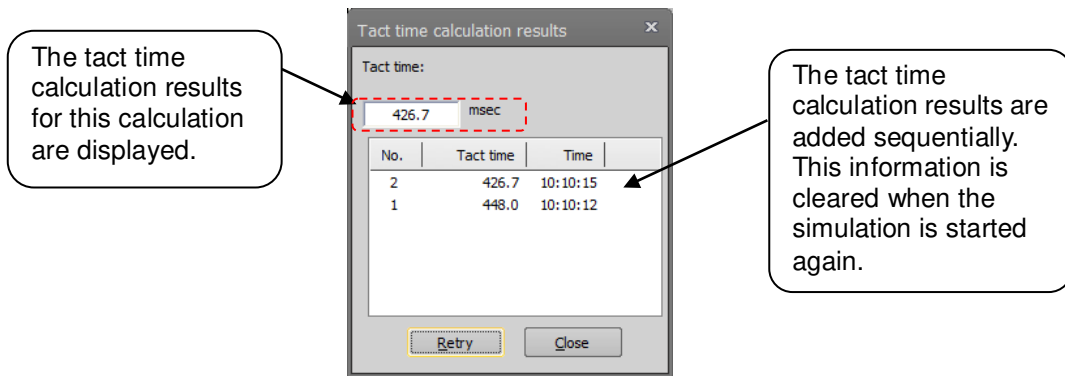 The tact time
calculation results
for this calculation
are displayed.
Tact time calculation results
x
Tact time:
426.7 msec
No. Tact time Time
2 426.7 10:10:15
1 448.0 10:10:12
Retry Close
The tact time
calculation results are
added sequentially.
This information is
cleared when the
simulation is started
again.